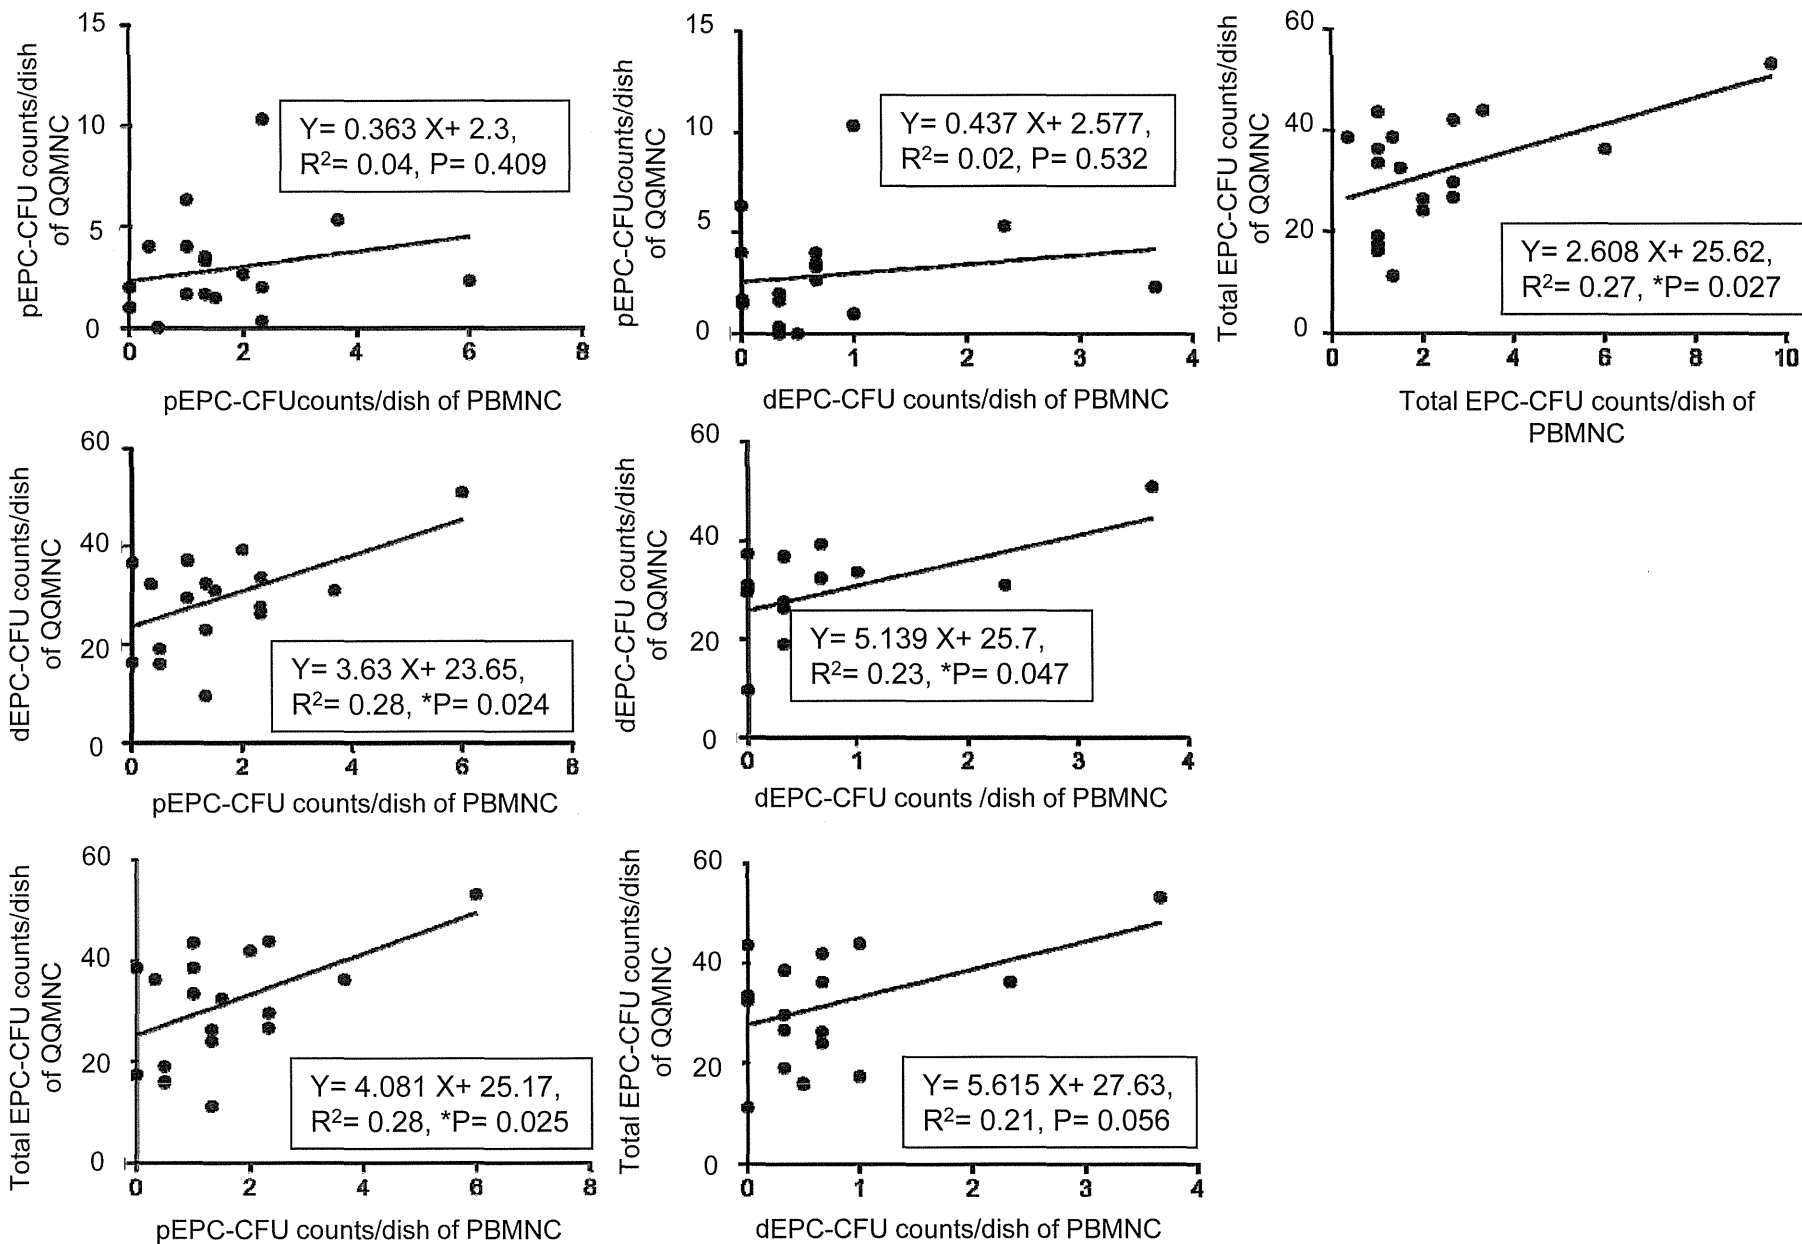 15
10
5
0
0 2 4 6 8
pEPC-CFU counts/dish
of QQMNC
Y= 0.363 X+ 2.3,
R²= 0.04, P= 0.409
pEPC-CFUcounts/dish of PBMNC
15
10
5
0
0 1 2 3 4
pEPC-CFUcounts/dish
of QQMNC
Y= 0.437 X+ 2.577,
R²= 0.02, P= 0.532
dEPC-CFU counts/dish of PBMNC
60
40
20
0
0 2 4 6 8 10
Total EPC-CFU counts/dish
of QQMNC
Y= 2.608 X+ 25.62,
R²= 0.27, *P= 0.027
Total EPC-CFU counts/dish of
PBMNC
60
40
20
0
0 2 4 6 8
dEPC-CFU counts/dish
of QQMNC
Y= 3.63 X+ 23.65,
R²= 0.28, *P= 0.024
pEPC-CFU counts/dish of PBMNC
60
40
20
0
0 1 2 3 4
dEPC-CFU counts/dish
of QQMNC
Y= 5.139 X+ 25.7,
R²= 0.23, *P= 0.047
dEPC-CFU counts /dish of PBMNC
60
40
20
0
0 2 4 6 8
Total EPC-CFU counts/dish
of QQMNC
Y= 4.081 X+ 25.17,
R²= 0.28, *P= 0.025
pEPC-CFU counts/dish of PBMNC
60
40
20
0
0 1 2 3 4
Total EPC-CFU counts/dish
of QQMNC
Y= 5.615 X+ 27.63,
R²= 0.21, P= 0.056
dEPC-CFU counts/dish of PBMNC